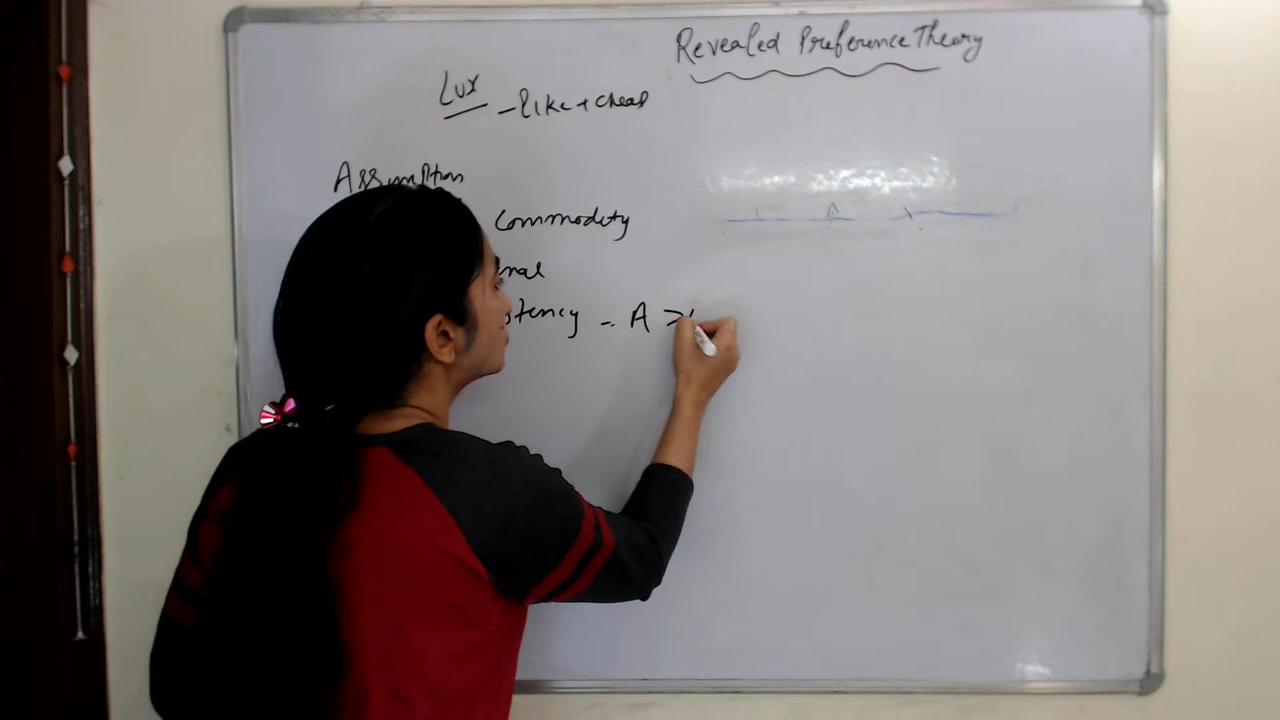 Revealed Preference Theory
Lux
- like + cheap
Assumption
Commodity
nal
stency - A >